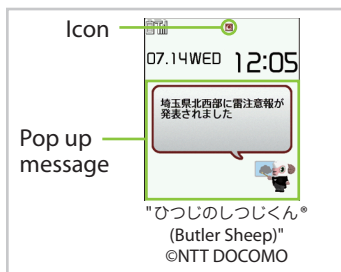 Icon
07.14WED 12:05
埼玉県北西部に雷注意報が
発表されました
Pop up
message
"ひつじのしつじくん®
(Butler Sheep)"
©NTT DOCOMO